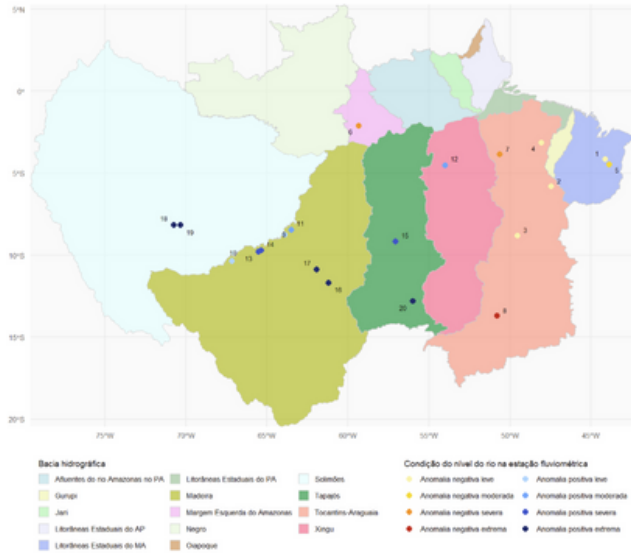 5°N
0°
5°S
10°S
15°S
20°S
75°W 70°W 65°W 60°W 55°W 50°W 45°W 40°W
6
7
4
1
5
2
12
3
18
19
11
14
13
15
17
16
20
Bacia hidrográfica
Afluentes do rio Amazonas no PA
Gurupi
Jari
Litorâneas Estaduais do AP
Litorâneas Estaduais do MA
Litorâneas Estaduais do PA
Madeira
Margem Esquerda do Amazonas
Negro
Oiapoque
Solimões
Tapajós
Tocantins-Araguaia
Xingu
Condição do nível do rio na estação fluviométrica
Anomalia negativa leve
Anomalia negativa moderada
Anomalia negativa severa
Anomalia negativa extrema
Anomalia positiva leve
Anomalia positiva moderada
Anomalia positiva severa
Anomalia positiva extrema